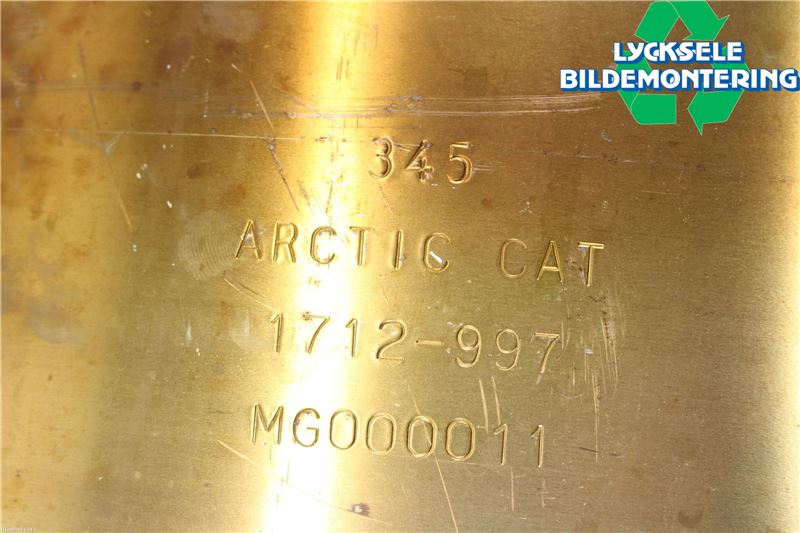 LYCKSELE
BILDEMONTERING
345
ARCTIC CAT
1712-997
MG000011